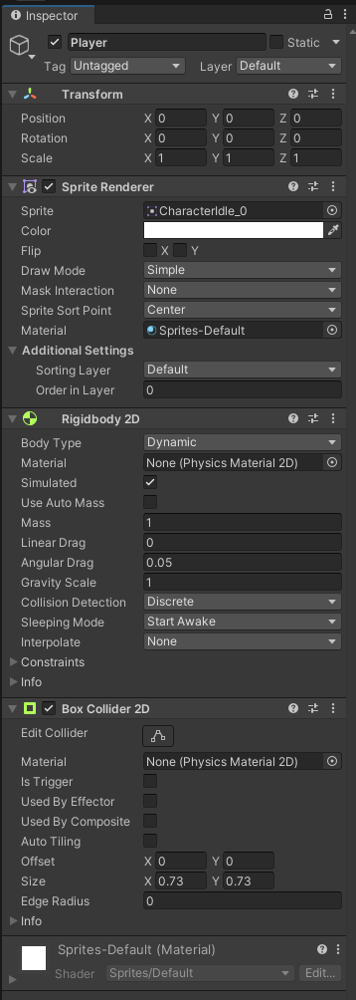 Inspector
Player Static
Tag Untagged Layer Default
Transform
Position X 0 Y 0 Z 0
Rotation X 0 Y 0 Z 0
Scale X 1 Y 1 Z 1
Sprite Renderer
Sprite CharacterIdle_0
Color
Flip X Y
Draw Mode Simple
Mask Interaction None
Sprite Sort Point Center
Material Sprites-Default
Additional Settings
Sorting Layer Default
Order in Layer 0
Rigidbody 2D
Body Type Dynamic
Material None (Physics Material 2D)
Simulated
Use Auto Mass
Mass 1
Linear Drag 0
Angular Drag 0.05
Gravity Scale 1
Collision Detection Discrete
Sleeping Mode Start Awake
Interpolate None
Constraints
Info
Box Collider 2D
Edit Collider
Material None (Physics Material 2D)
Is Trigger
Used By Effector
Used By Composite
Auto Tiling
Offset X 0 Y 0
Size X 0.73 Y 0.73
Edge Radius 0
Info
Sprites-Default (Material)
Shader Sprites/Default Edit...